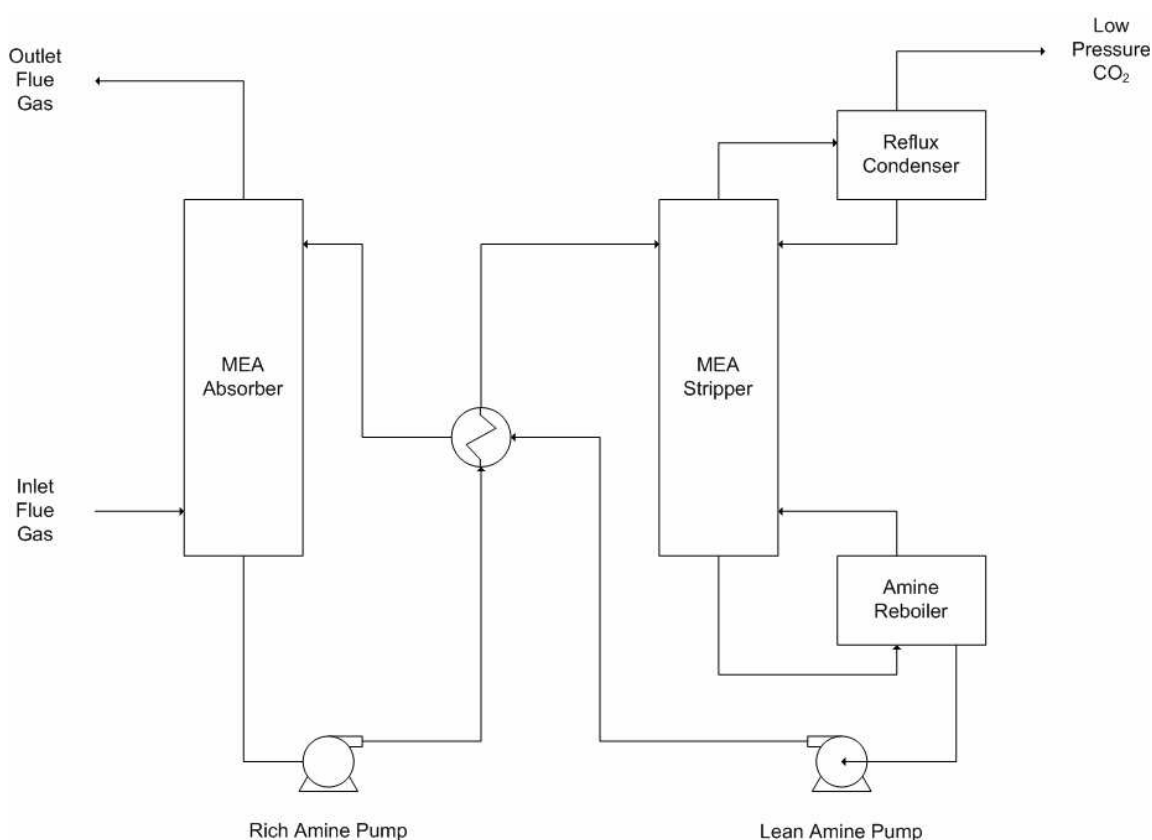 Outlet
Flue
Gas
Low
Pressure
CO₂
Reflux
Condenser
MEA
Absorber
MEA
Stripper
Inlet
Flue
Gas
Amine
Reboiler
Rich Amine Pump
Lean Amine Pump